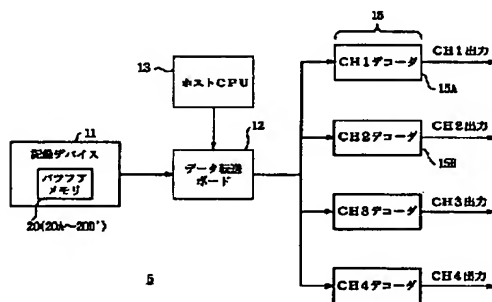 15
CH1デコーダ
CH1出力
15A
13
ホストCPU
12
データ転送
ボード
11
記録デバイス
バッファ
メモリ
20(20A〜20D')
CH2デコーダ
CH2出力
15B
CH3デコーダ
CH3出力
CH4デコーダ
CH4出力
5